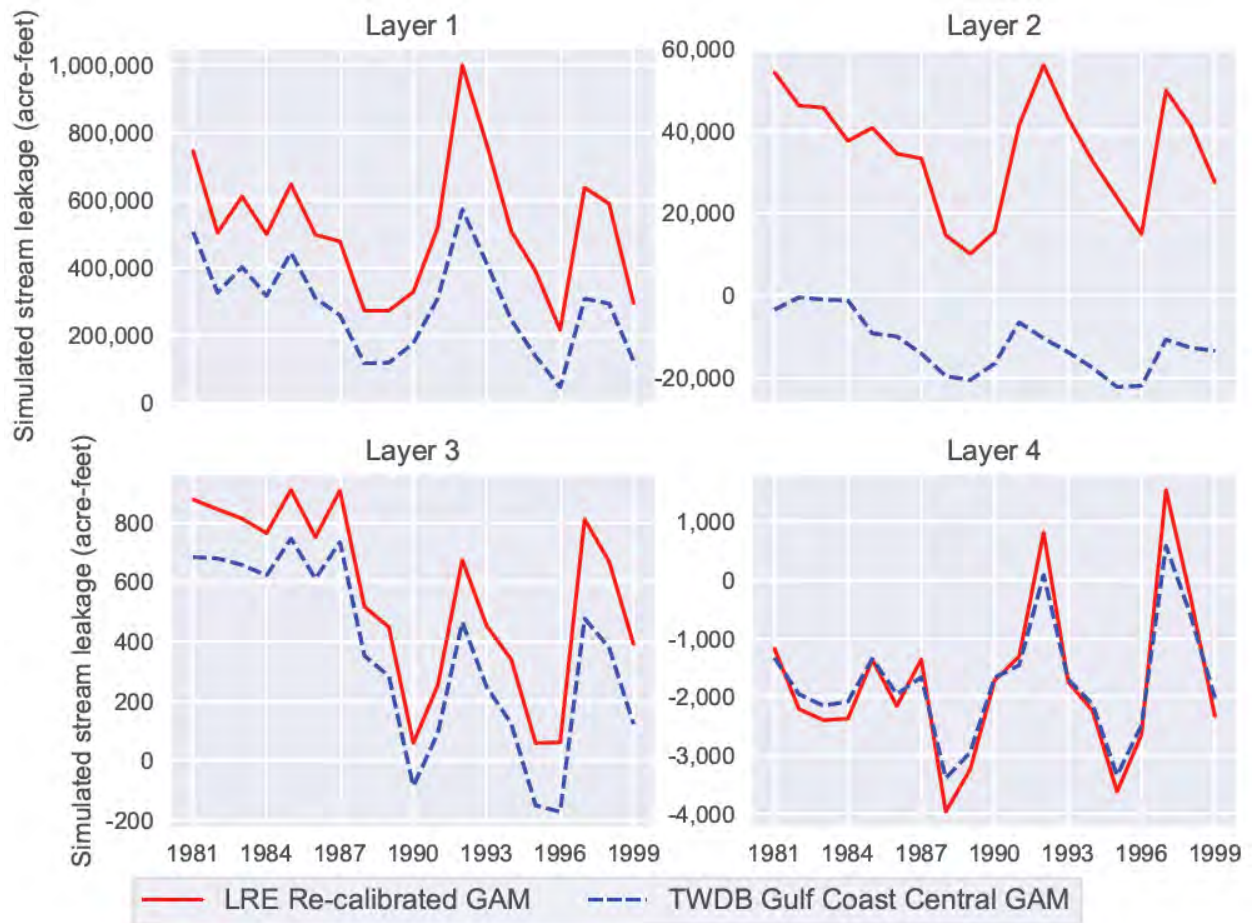 Layer 1
Simulated stream leakage (acre-feet)
1,000,000
800,000
600,000
400,000
200,000
0
Layer 2
60,000
40,000
20,000
0
-20,000
Layer 3
Simulated stream leakage (acre-feet)
800
600
400
200
0
-200
1981 1984 1987 1990 1993 1996 1999
Layer 4
1,000
0
-1,000
-2,000
-3,000
-4,000
1981 1984 1987 1990 1993 1996 1999
LRE Re-calibrated GAM
TWDB Gulf Coast Central GAM